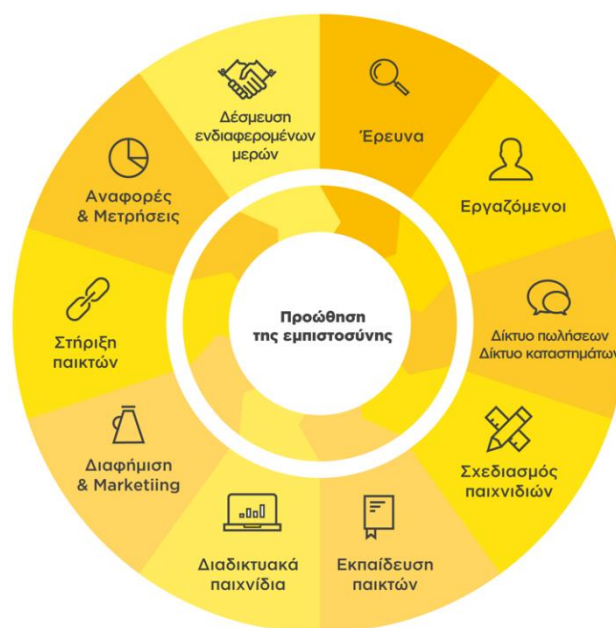 Δέσμευση
ενδιαφερομένων
μερών
Έρευνα
Εργαζόμενοι
Δίκτυο πωλήσεων
Δίκτυο καταστημάτων
Σχεδιασμός
παιχνιδιών
Εκπαίδευση
παικτών
Διαδικτυακά
παιχνίδια
Διαφήμιση
& Marketiing
Στήριξη
παικτών
Αναφορές
& Μετρήσεις
Προώθηση
της εμπιστοσύνης